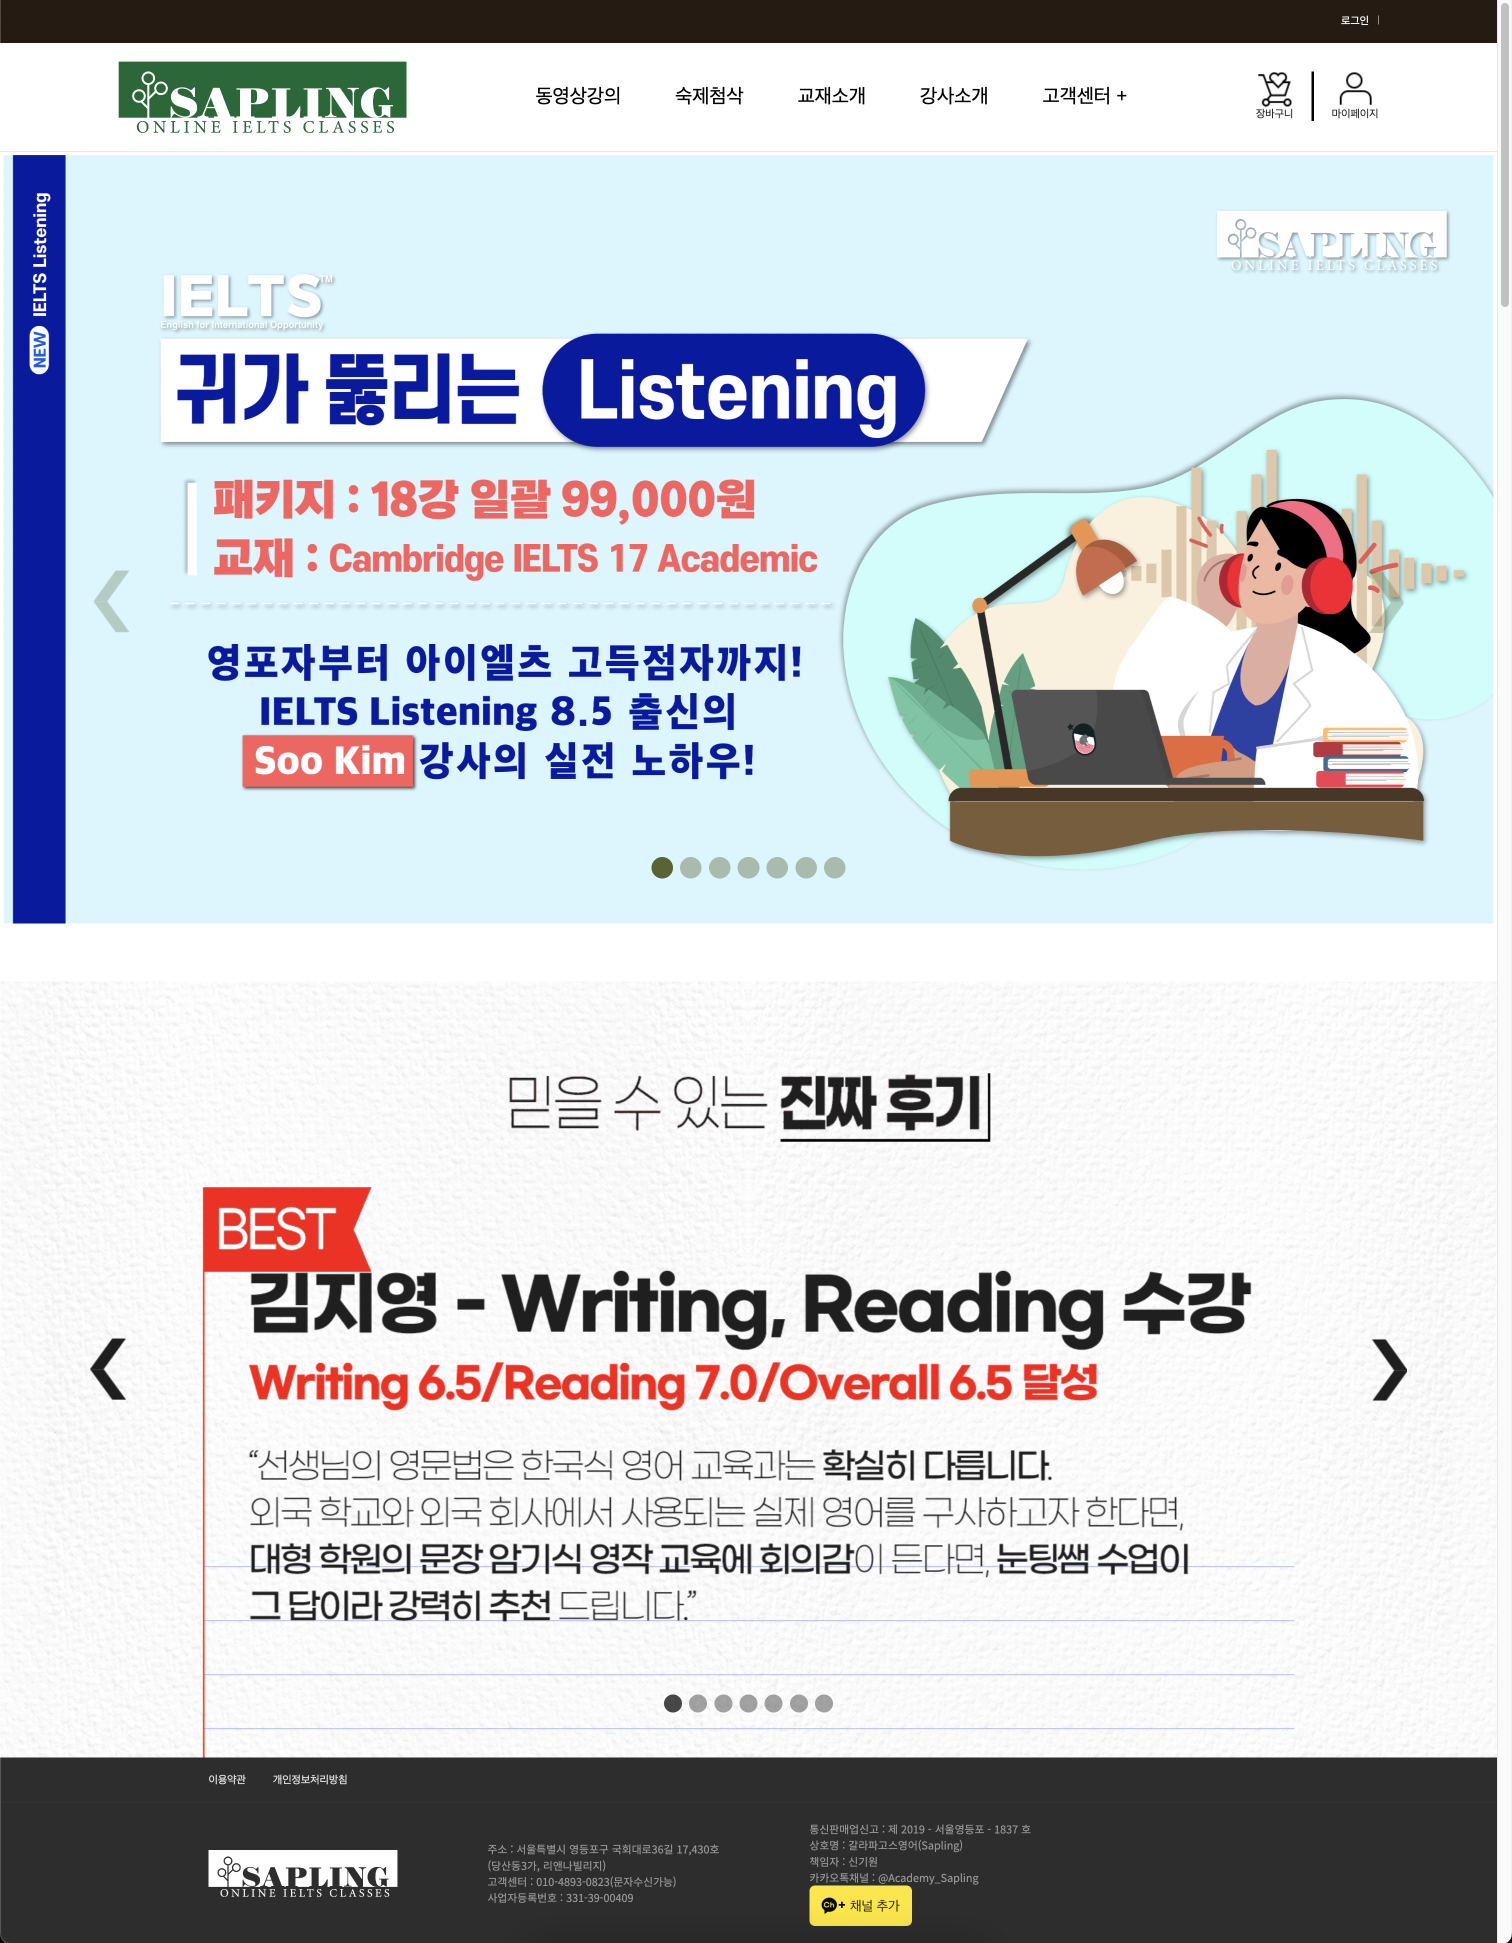 로그인
SAPLING
ONLINE IELTS CLASSES
동영상강의
숙제첨삭
교재소개
강사소개
고객센터 +
장바구니
마이페이지
NEW IELTS Listening
SAPLING
ONLINE IELTS CLASSES
IELTS™
English for International Opportunity
귀가 뚫리는 Listening
패키지 : 18강 일괄 99,000원
교재 : Cambridge IELTS 17 Academic
영포자부터 아이엘츠 고득점자까지!
IELTS Listening 8.5 출신의
Soo Kim 강사의 실전 노하우!
믿을 수 있는 진짜 후기
BEST
김지영 - Writing, Reading 수강
Writing 6.5/Reading 7.0/Overall 6.5 달성
“선생님의 영문법은 한국식 영어 교육과는 확실히 다릅니다.
외국 학교와 외국 회사에서 사용되는 실제 영어를 구사하고자 한다면,
대형 학원의 문장 암기식 영작 교육에 회의감이 든다면, 눈팅쌤 수업이
그 답이라 강력히 추천 드립니다.”
이용약관
개인정보처리방침
SAPLING
ONLINE IELTS CLASSES
주소 : 서울특별시 영등포구 국회대로36길 17,430호
(당산동3가, 리앤나빌리지)
고객센터 : 010-4893-0823(문자수신가능)
사업자등록번호 : 331-39-00409
통신판매업신고 : 제 2019 - 서울영등포 - 1837 호
상호명 : 갈라파고스영어(Sapling)
책임자 : 신기원
카카오톡채널 : @Academy_Sapling
Ch+ 채널 추가